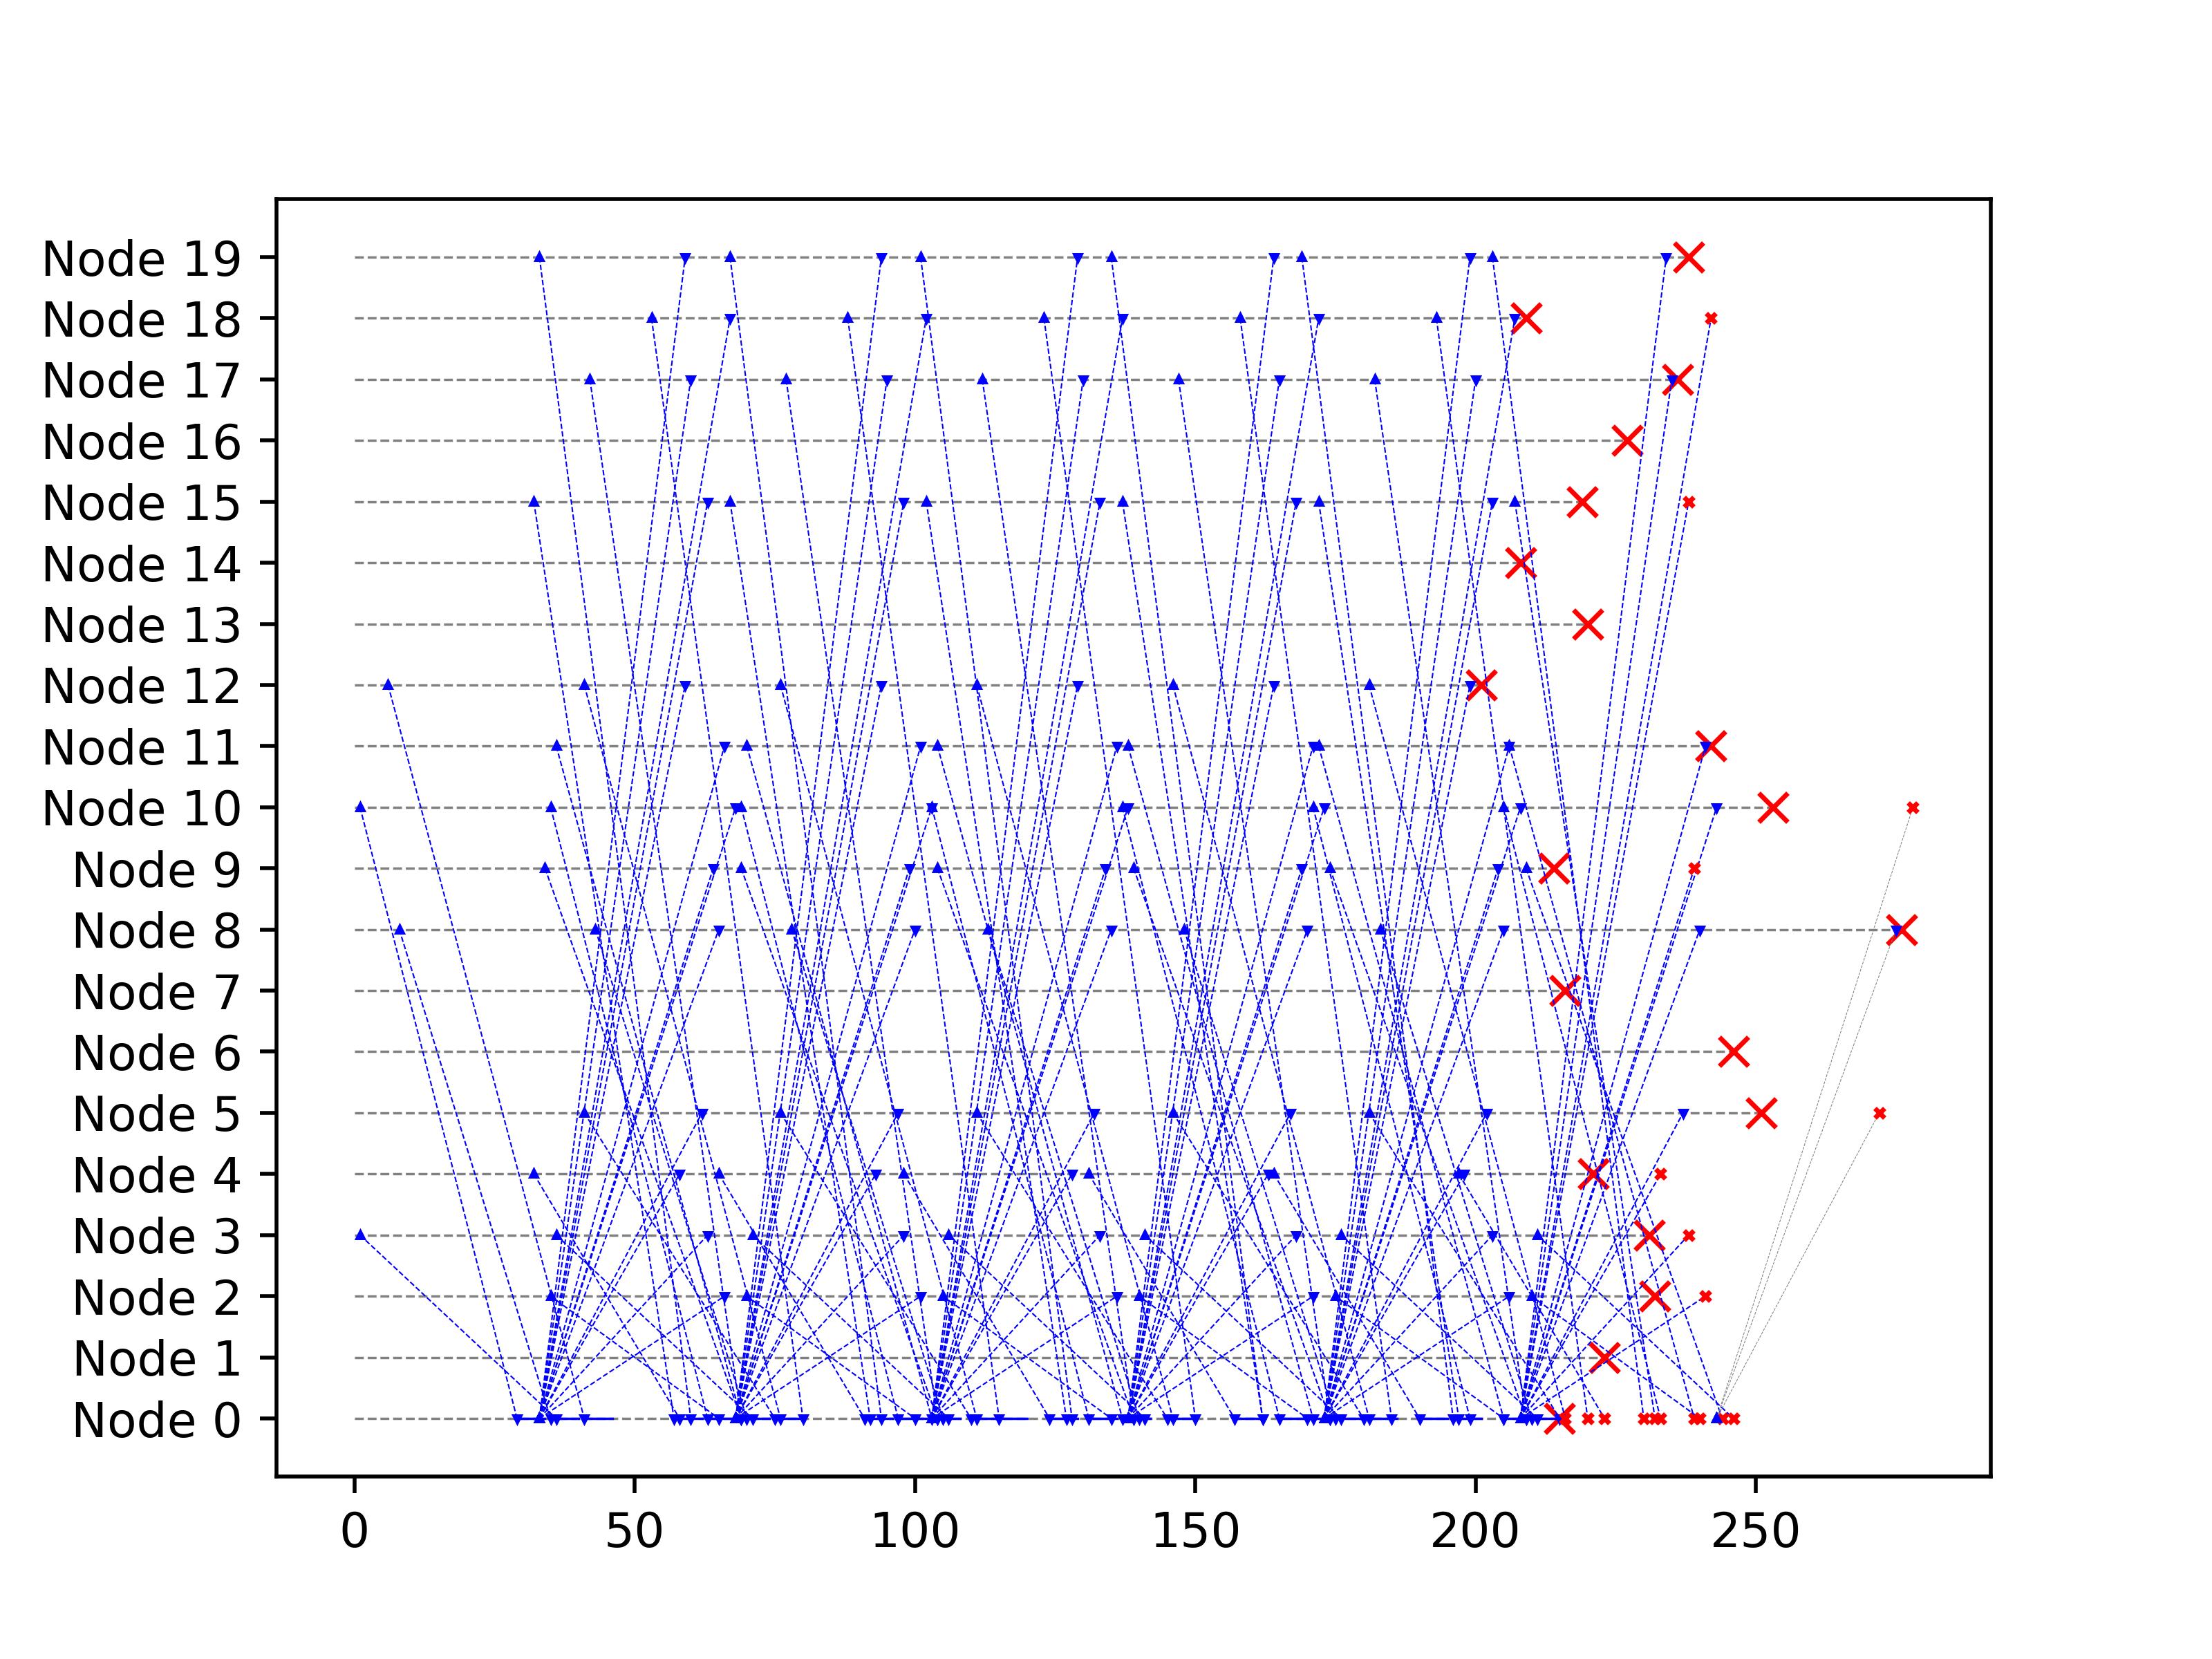 Node 19
Node 18
Node 17
Node 16
Node 15
Node 14
Node 13
Node 12
Node 11
Node 10
Node 9
Node 8
Node 7
Node 6
Node 5
Node 4
Node 3
Node 2
Node 1
Node 0
0 50 100 150 200 250